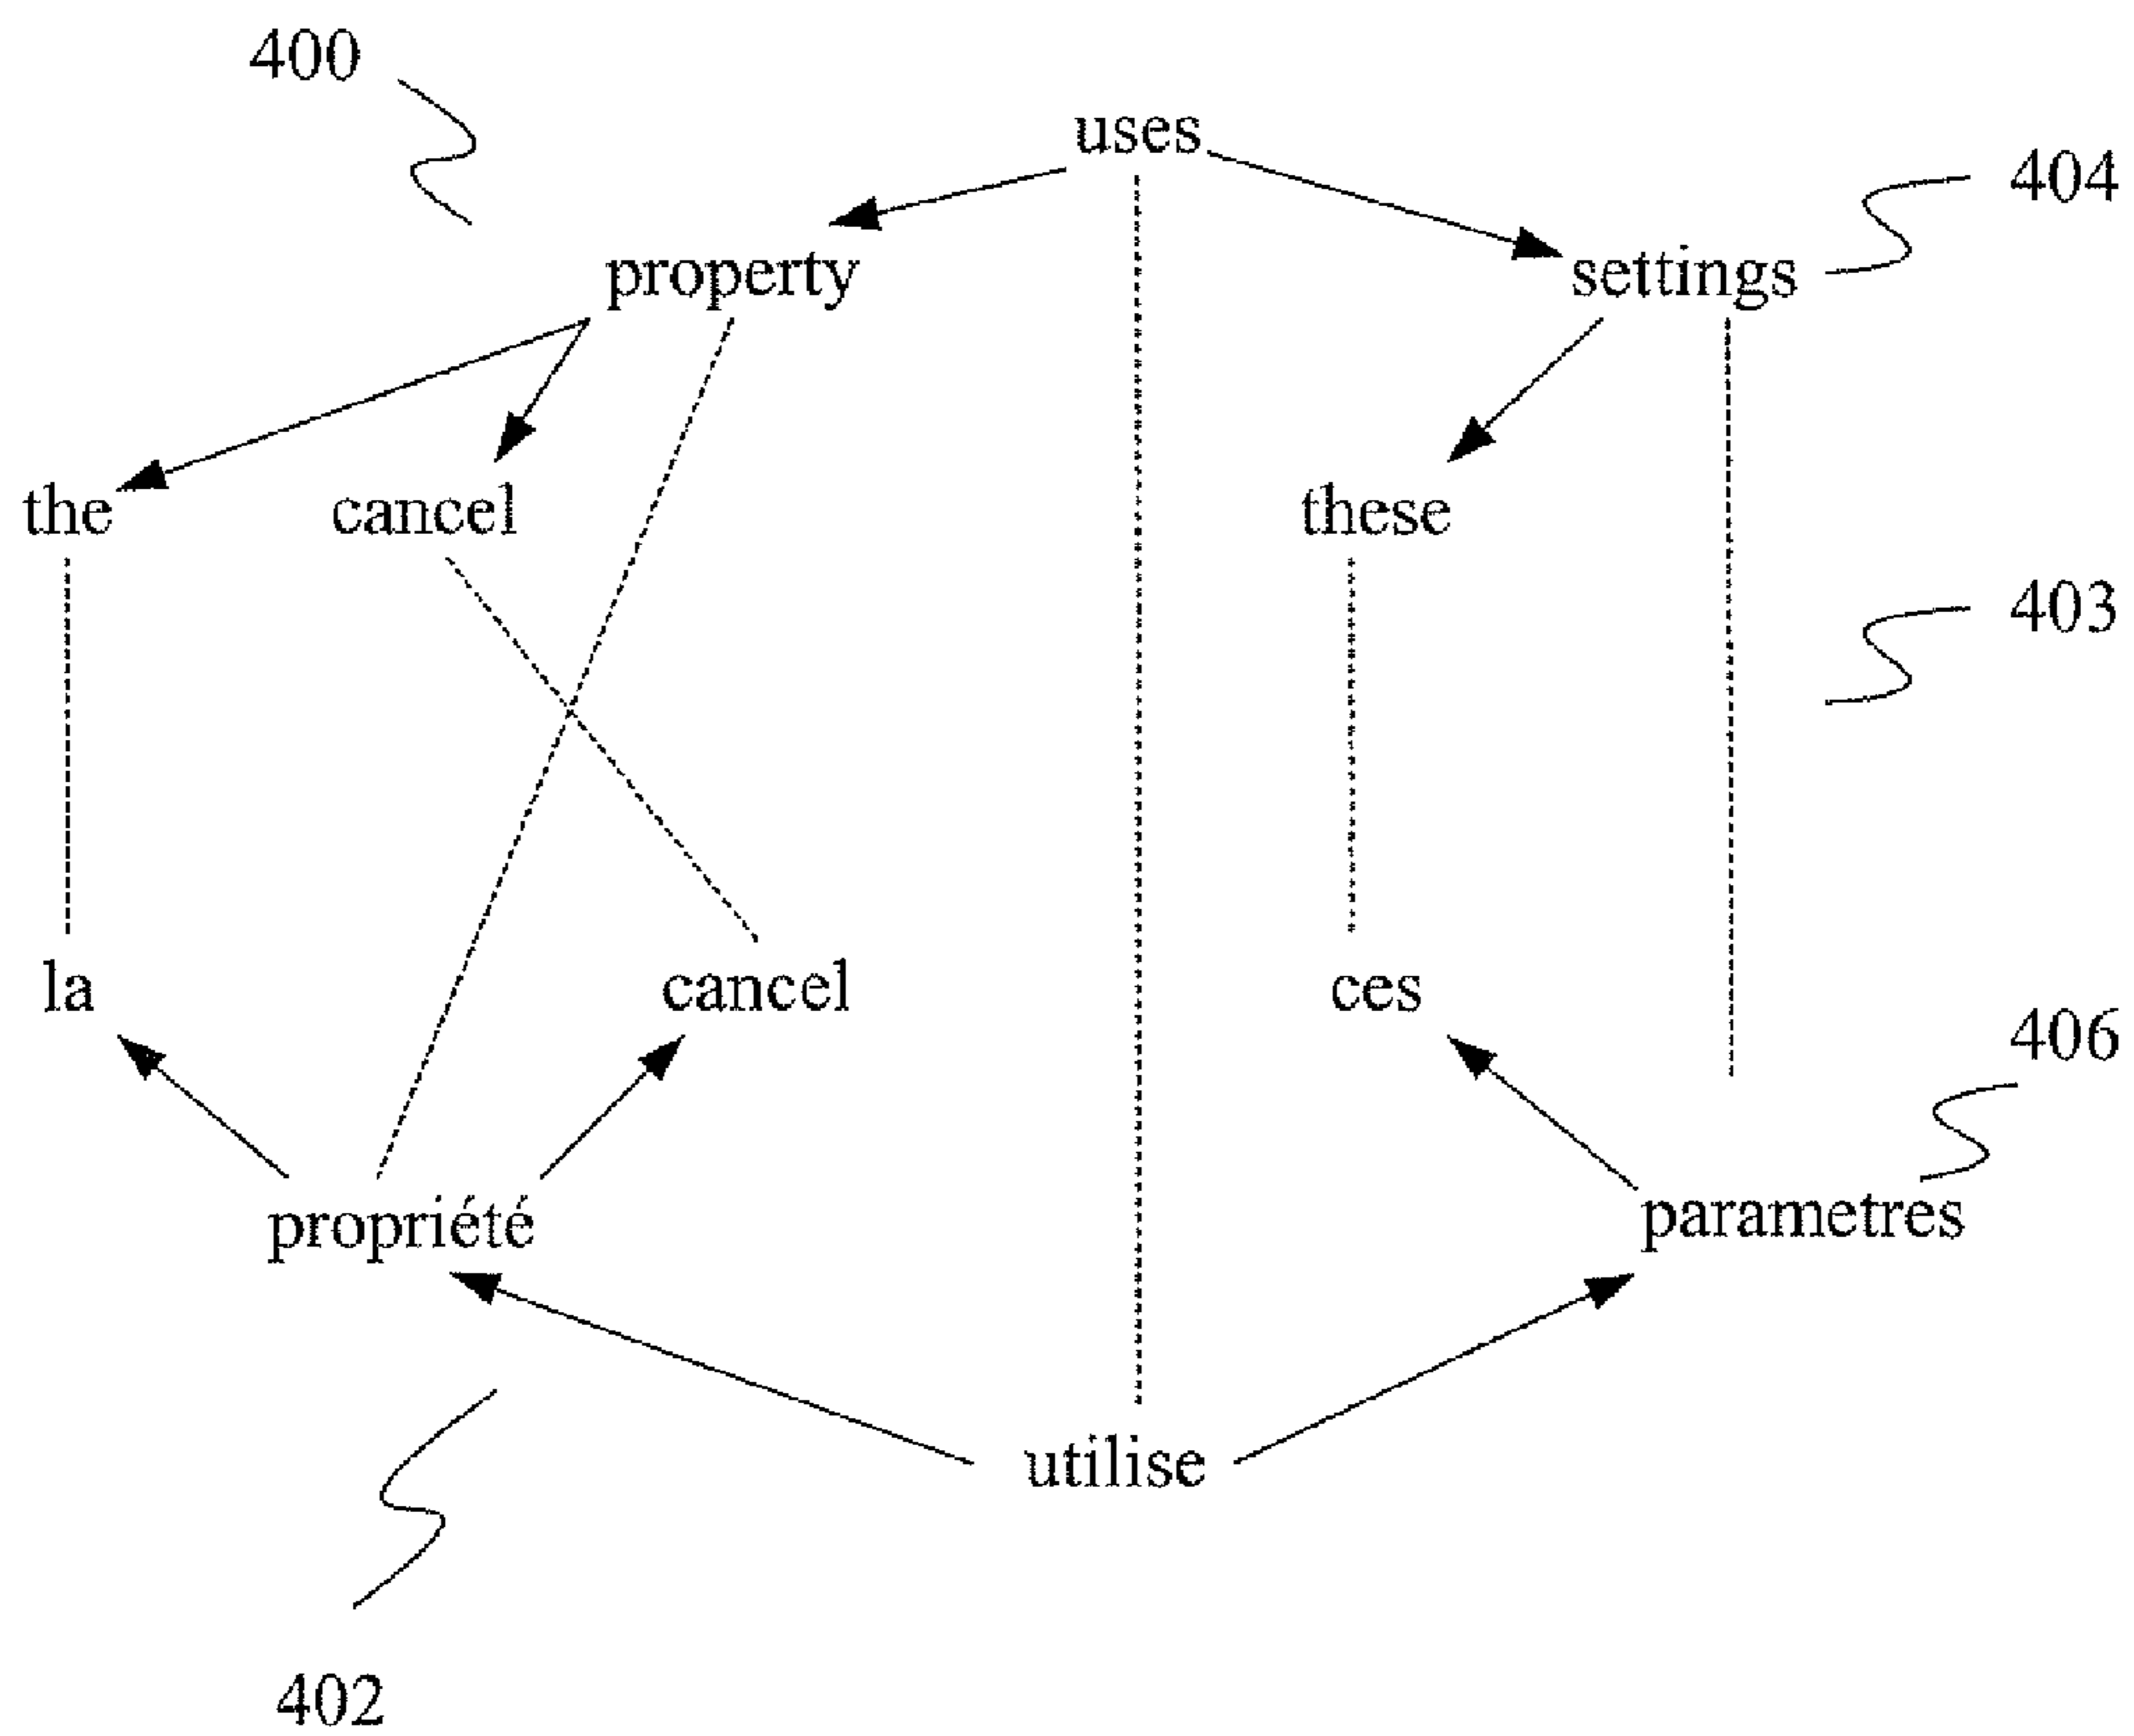 400
uses
404
property
settings
the cancel these
403
la cancel ces
406
propriété
parametres
utilise
402